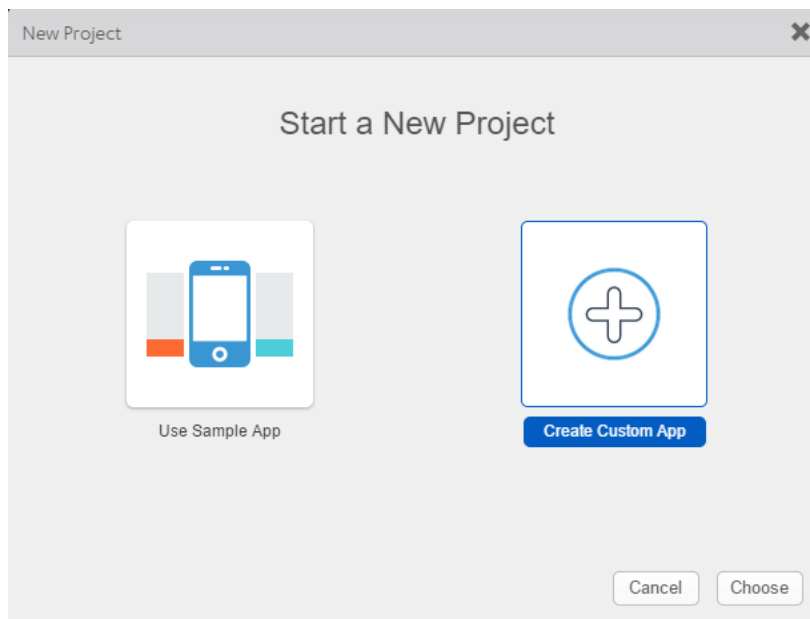 New Project
Start a New Project
Use Sample App
Create Custom App
Cancel
Choose